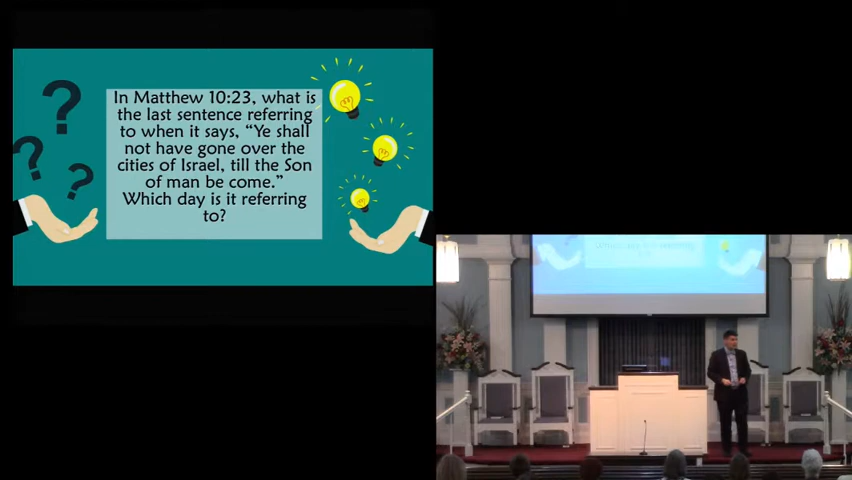 In Matthew 10:23, what is
the last sentence referring
to when it says, “Ye shall
not have gone over the
cities of Israel, till the Son
of man be come.”
Which day is it referring
to?